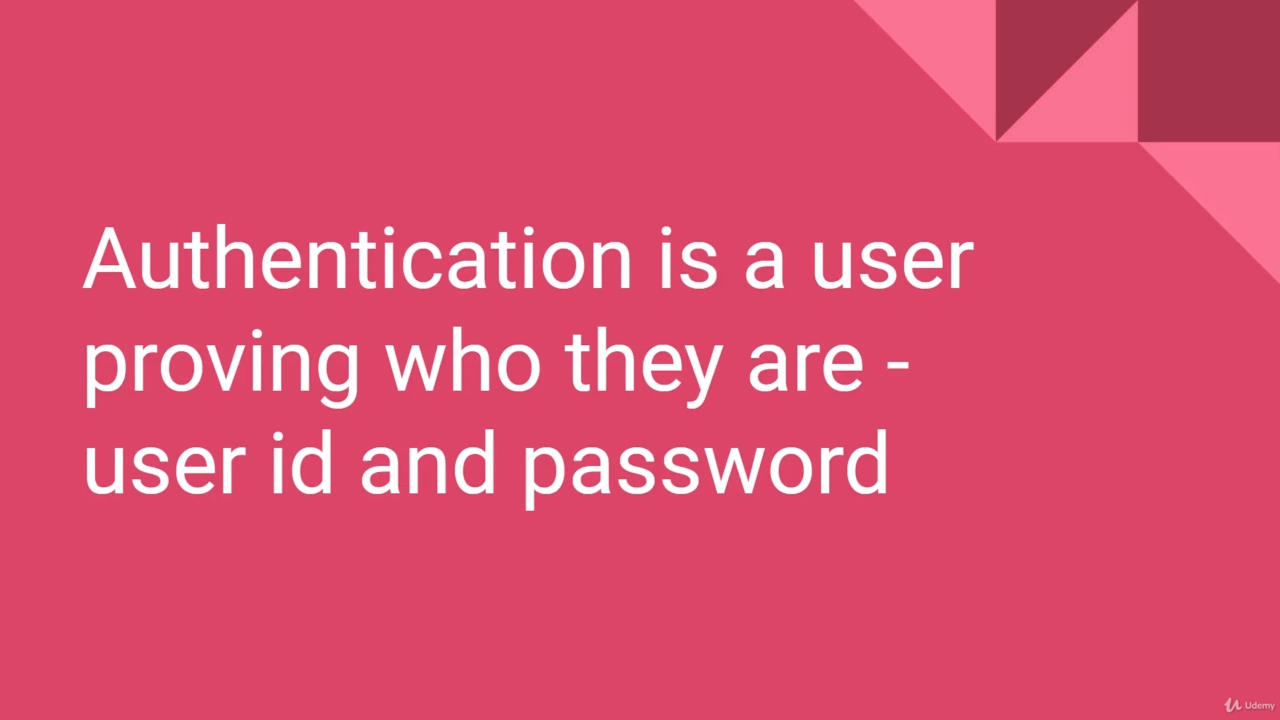 Authentication is a user
proving who they are -
user id and password
Udemy